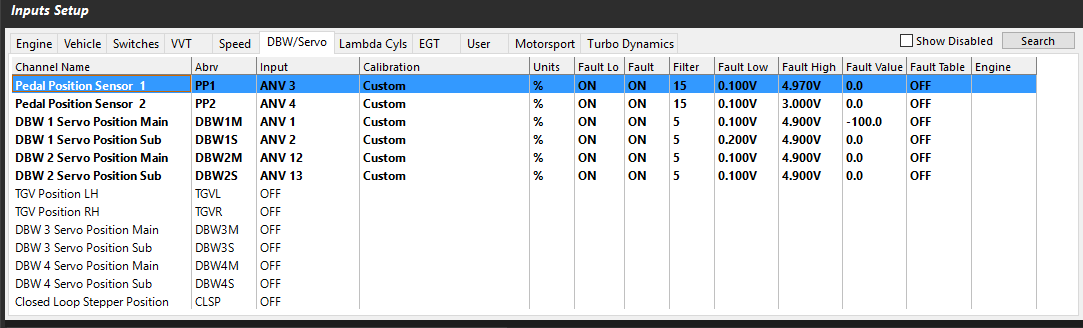 Inputs Setup
Engine Vehicle Switches VVT Speed DBW/Servo Lambda Cyls EGT User Motorsport Turbo Dynamics Show Disabled Search
Channel Name Abrv Input Calibration Units Fault Lo Fault Filter Fault Low Fault High Fault Value Fault Table Engine
Pedal Position Sensor 1 PP1 ANV 3 Custom % ON ON 15 0.100V 4.970V 0.0 OFF
Pedal Position Sensor 2 PP2 ANV 4 Custom % ON ON 15 0.100V 3.000V 0.0 OFF
DBW 1 Servo Position Main DBW1M ANV 1 Custom % ON ON 5 0.100V 4.900V -100.0 OFF
DBW 1 Servo Position Sub DBW1S ANV 2 Custom % ON ON 5 0.200V 4.900V 0.0 OFF
DBW 2 Servo Position Main DBW2M ANV 12 Custom % ON ON 5 0.100V 4.900V 0.0 OFF
DBW 2 Servo Position Sub DBW2S ANV 13 Custom % ON ON 5 0.100V 4.900V 0.0 OFF
TGV Position LH TGVL OFF
TGV Position RH TGVR OFF
DBW 3 Servo Position Main DBW3M OFF
DBW 3 Servo Position Sub DBW3S OFF
DBW 4 Servo Position Main DBW4M OFF
DBW 4 Servo Position Sub DBW4S OFF
Closed Loop Stepper Position CLSP OFF